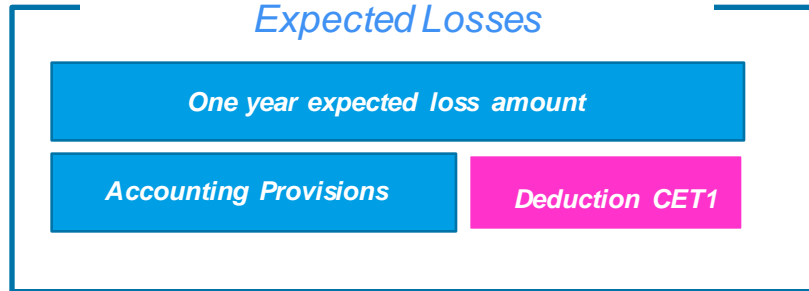 Expected Losses
One year expected loss amount
Accounting Provisions
Deduction CET1